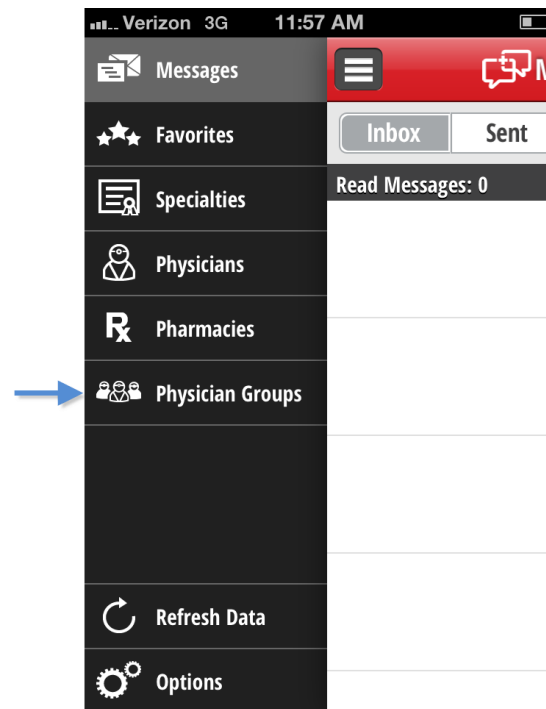 Verizon 3G 11:57 AM
Messages
Favorites
Specialties
Physicians
Rx Pharmacies
Physician Groups
Refresh Data
Options
M
Inbox Sent
Read Messages: 0